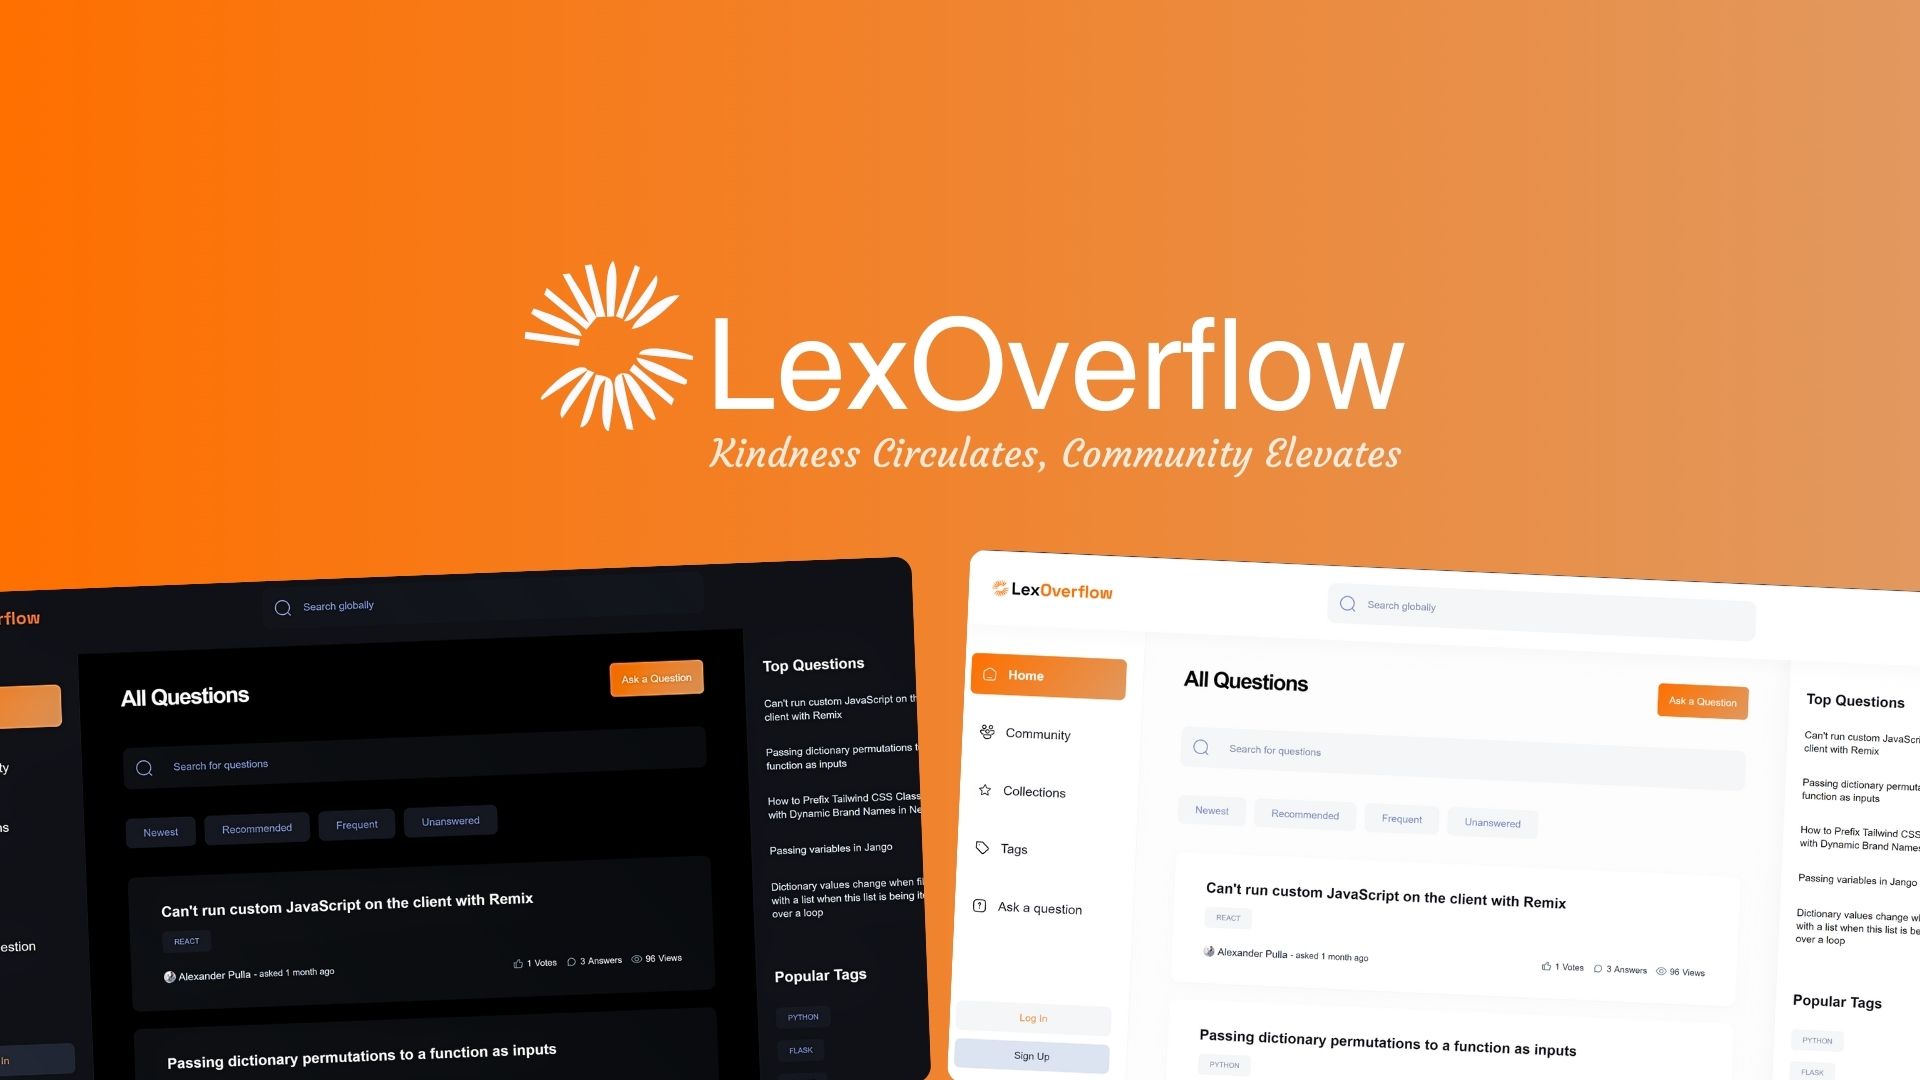 LexOverflow
Kindness Circulates, Community Elevates
rflow
Search globally
All Questions
Ask a Question
Search for questions
Newest
Recommended
Frequent
Unanswered
Can't run custom JavaScript on the client with Remix
REACT
Alexander Pulla - asked 1 month ago
1 Votes
3 Answers
96 Views
Passing dictionary permutations to a function as inputs
ty
ns
estion
In
Top Questions
Can't run custom JavaScript on th
client with Remix
Passing dictionary permutations t
function as inputs
How to Prefix Tailwind CSS Class
with Dynamic Brand Names in Ne
Passing variables in Jango
Dictionary values change when fi
with a list when this list is being ite
over a loop
Popular Tags
PYTHON
FLASK
LexOverflow
Search globally
Home
Community
Collections
Tags
Ask a question
Log In
Sign Up
All Questions
Ask a Question
Search for questions
Newest
Recommended
Frequent
Unanswered
Can't run custom JavaScript on the client with Remix
REACT
Alexander Pulla - asked 1 month ago
1 Votes
3 Answers
96 Views
Passing dictionary permutations to a function as inputs
PYTHON
Top Questions
Can't run custom JavaScri
client with Remix
Passing dictionary permuta
function as inputs
How to Prefix Tailwind CSS
with Dynamic Brand Names
Passing variables in Jango
Dictionary values change w
with a list when this list is be
over a loop
Popular Tags
PYTHON
FLASK